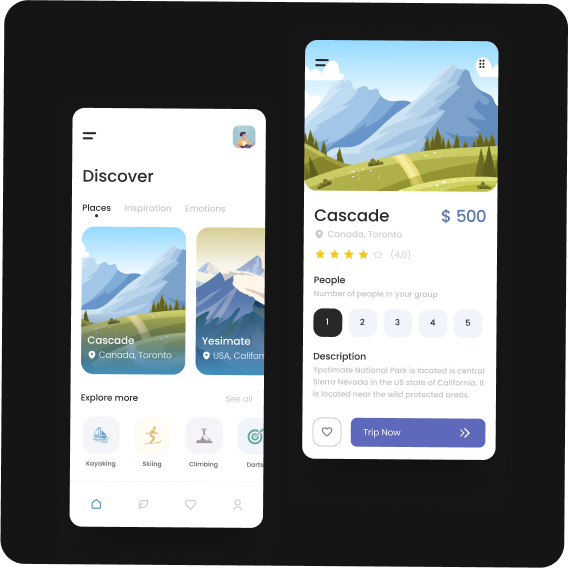 Discover
Places Inspiration Emotions
Cascade
Canada, Toronto
Yesimate
USA, Californ
Explore more See all
Kayaking Skiing Climbing Darts
Cascade $ 500
Canada, Toronto
(4,0)
People
Number of people in your group
1 2 3 4 5
Description
Ypstimate National Park is located is central
Sierra Nevada in the US state of California. It
is located near the wild protected areas.
Trip Now